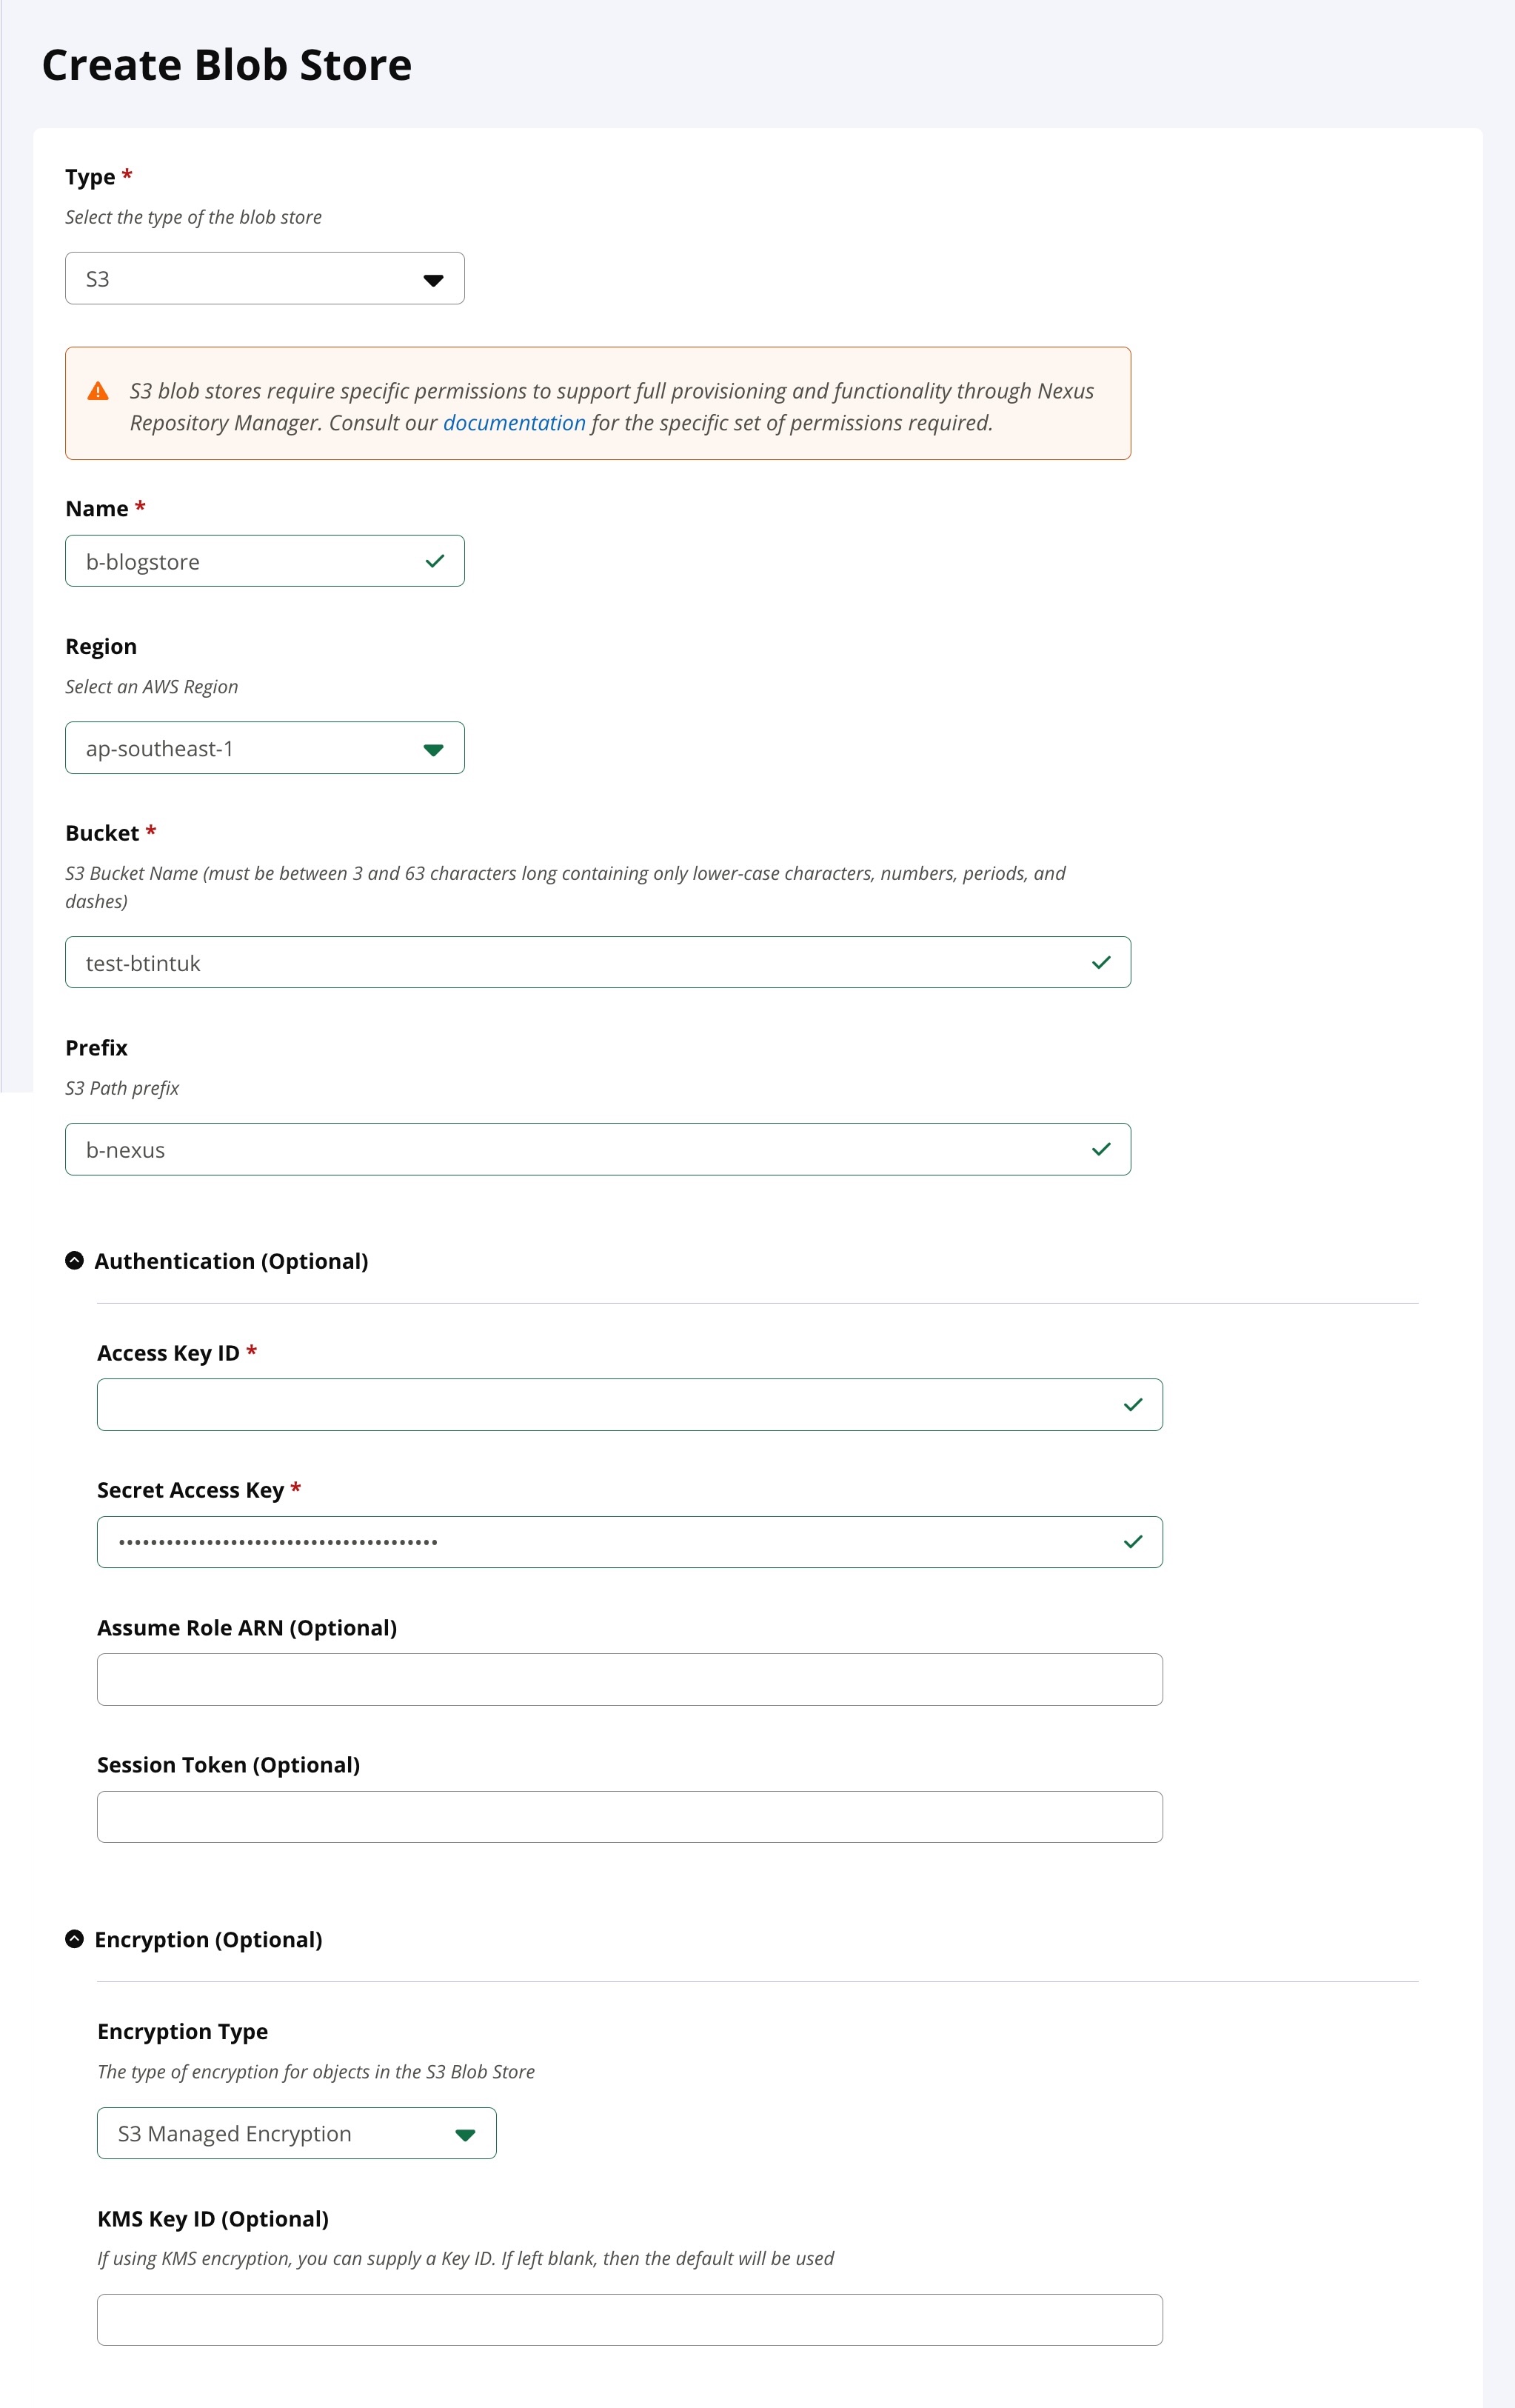 Create Blob Store
Type *
Select the type of the blob store
S3
S3 blob stores require specific permissions to support full provisioning and functionality through Nexus
Repository Manager. Consult our documentation for the specific set of permissions required.
Name *
b-blogstore
Region
Select an AWS Region
ap-southeast-1
Bucket *
S3 Bucket Name (must be between 3 and 63 characters long containing only lower-case characters, numbers, periods, and
dashes)
test-btintuk
Prefix
S3 Path prefix
b-nexus
Authentication (Optional)
Access Key ID *
Secret Access Key *
••••••••••••••••••••••••••••••••••••••••
Assume Role ARN (Optional)
Session Token (Optional)
Encryption (Optional)
Encryption Type
The type of encryption for objects in the S3 Blob Store
S3 Managed Encryption
KMS Key ID (Optional)
If using KMS encryption, you can supply a Key ID. If left blank, then the default will be used